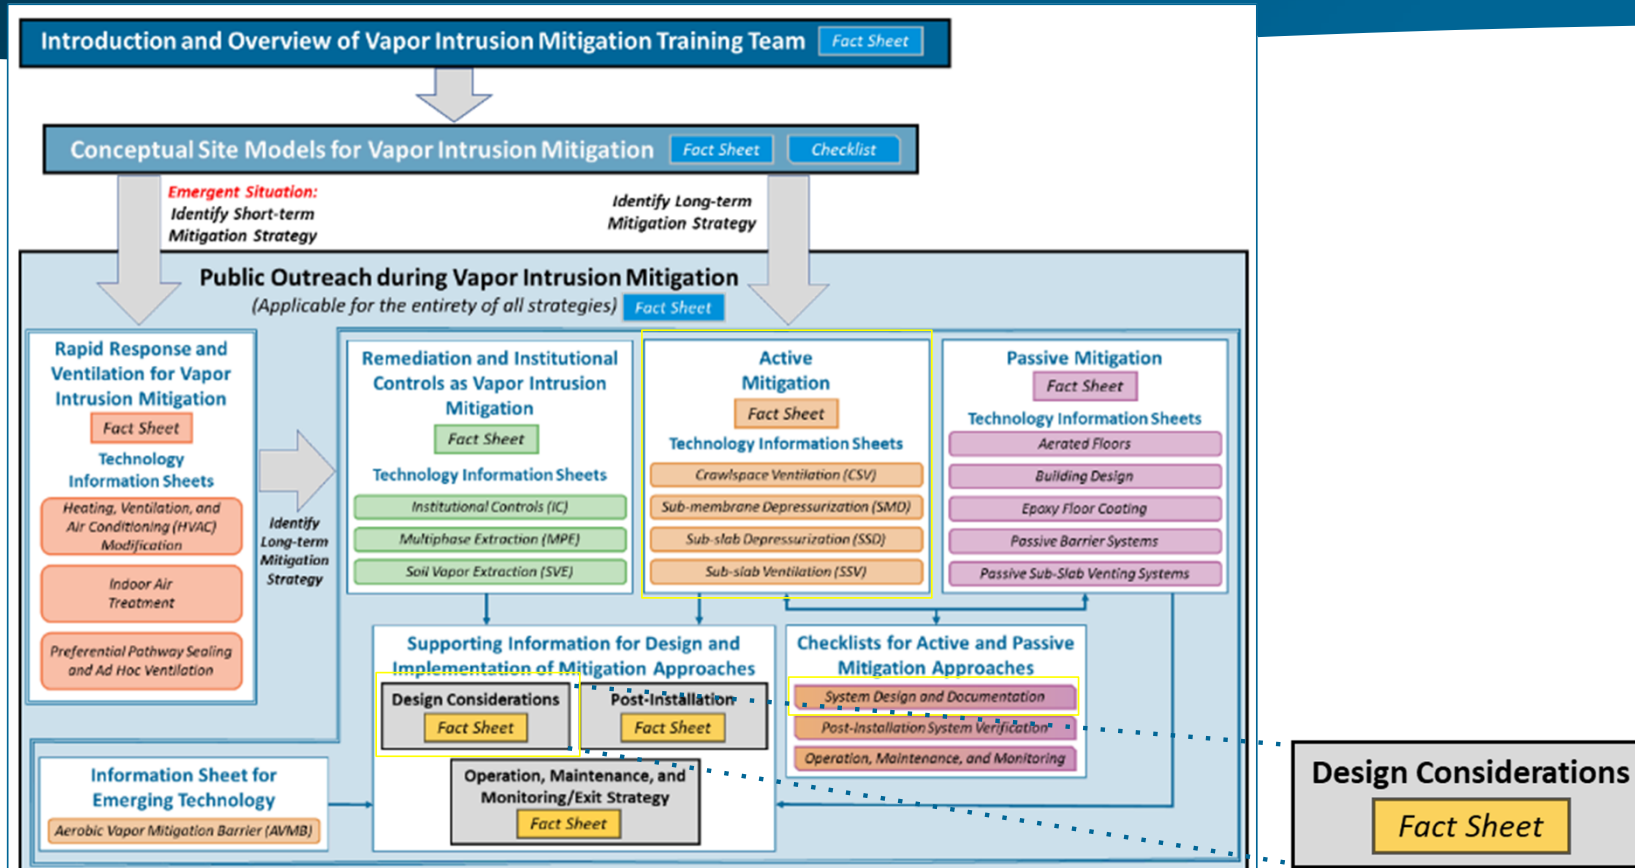 Introduction and Overview of Vapor Intrusion Mitigation Training Team Fact Sheet
Conceptual Site Models for Vapor Intrusion Mitigation Fact Sheet Checklist
Emergent Situation:
Identify Short-term
Mitigation Strategy
Identify Long-term
Mitigation Strategy
Public Outreach during Vapor Intrusion Mitigation
(Applicable for the entirety of all strategies) Fact Sheet
Rapid Response and
Ventilation for Vapor
Intrusion Mitigation
Fact Sheet
Technology
Information Sheets
Heating, Ventilation, and
Air Conditioning (HVAC)
Modification
Indoor Air
Treatment
Preferential Pathway Sealing
and Ad Hoc Ventilation
Identify
Long-term
Mitigation
Strategy
Remediation and Institutional
Controls as Vapor Intrusion
Mitigation
Fact Sheet
Technology Information Sheets
Institutional Controls (IC)
Multiphase Extraction (MPE)
Soil Vapor Extraction (SVE)
Active
Mitigation
Fact Sheet
Technology Information Sheets
Crawlspace Ventilation (CSV)
Sub-membrane Depressurization (SMD)
Sub-slab Depressurization (SSD)
Sub-slab Ventilation (SSV)
Passive Mitigation
Fact Sheet
Technology Information Sheets
Aerated Floors
Building Design
Epoxy Floor Coating
Passive Barrier Systems
Passive Sub-Slab Venting Systems
Supporting Information for Design and
Implementation of Mitigation Approaches
Design Considerations
Fact Sheet
Post-Installation
Fact Sheet
Operation, Maintenance, and
Monitoring/Exit Strategy
Fact Sheet
Checklists for Active and Passive
Mitigation Approaches
System Design and Documentation
Post-Installation System Verification
Operation, Maintenance, and Monitoring
Information Sheet for
Emerging Technology
Aerobic Vapor Mitigation Barrier (AVMB)
Design Considerations
Fact Sheet